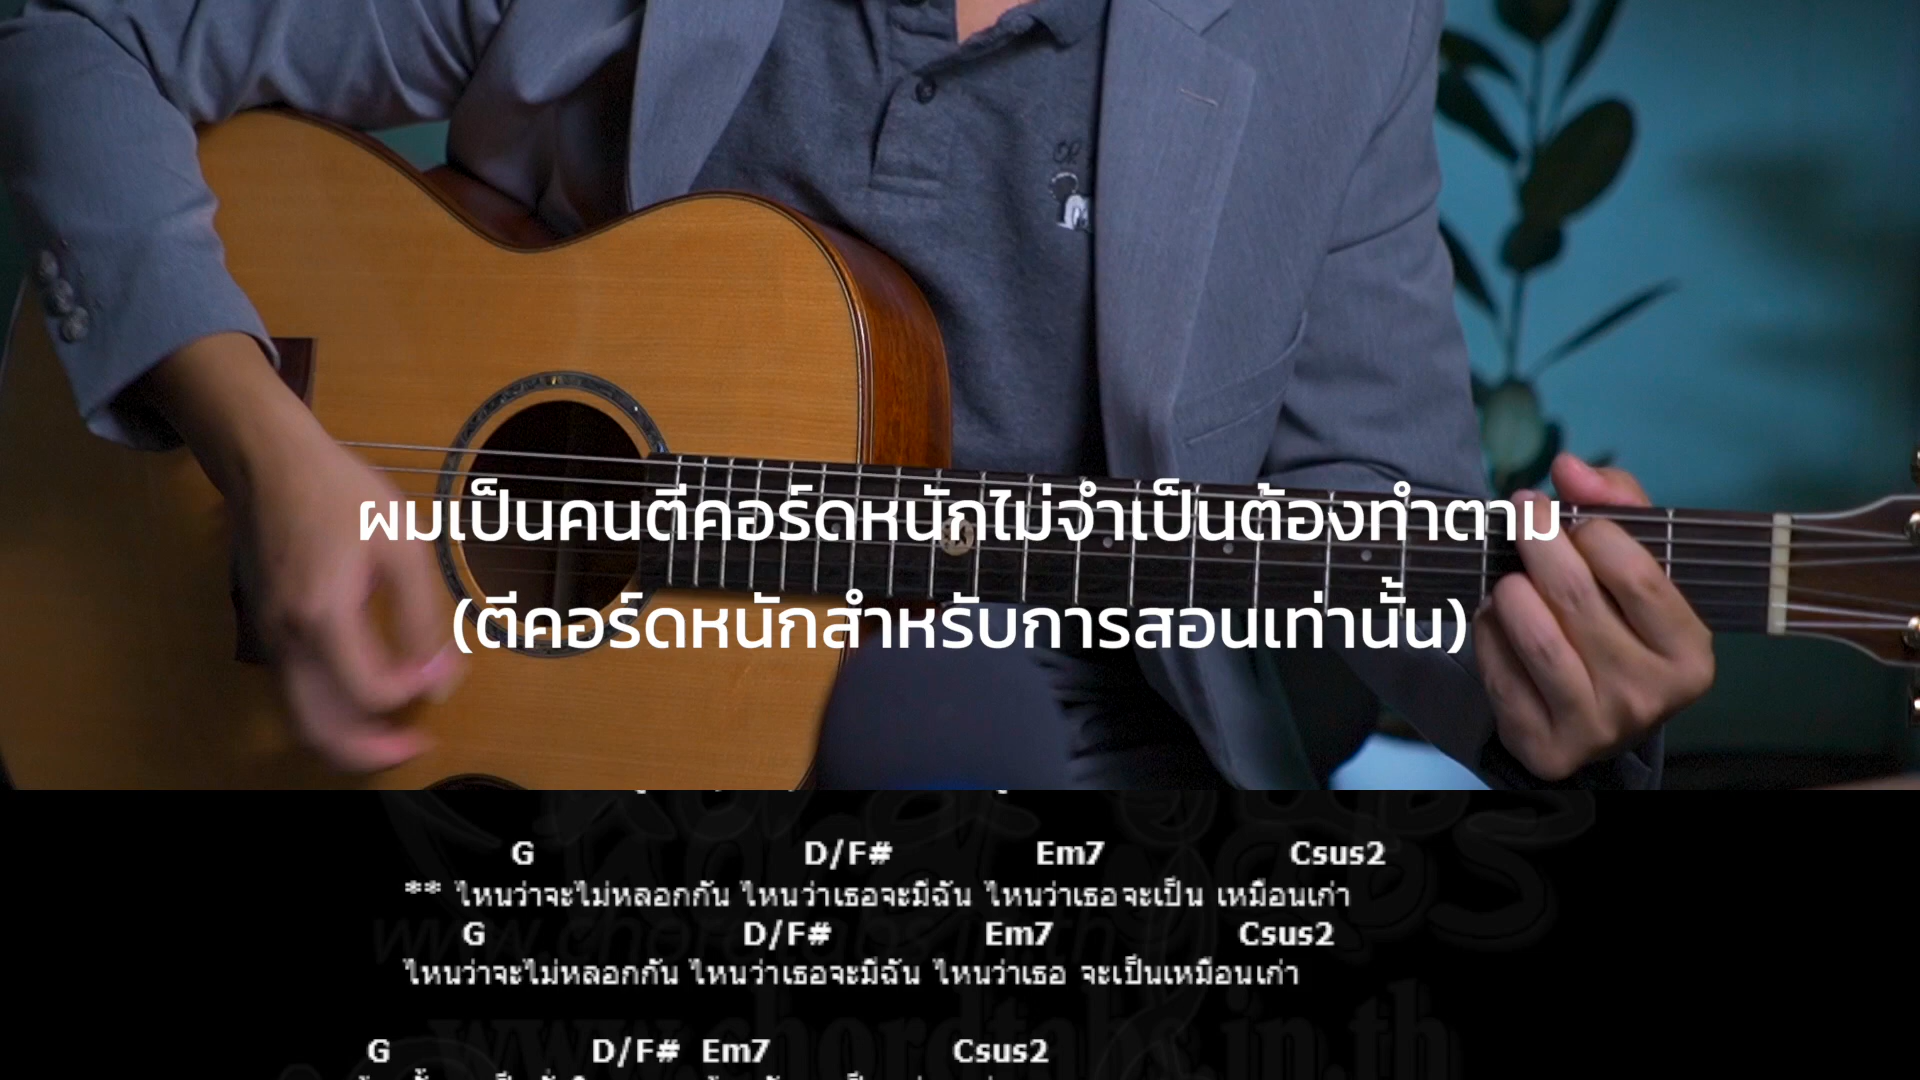 ผมเป็นคนตีคอร์ดหนักไม่จำเป็นต้องทำตาม
(ตีคอร์ดหนักสำหรับการสอนเท่านั้น)
G D/F# Em7 Csus2
** ไหนว่าจะไม่หลอกกัน ไหนว่าเธอจะมีฉัน ไหนว่าเธอจะเป็น เหมือนเก่า
G D/F# Em7 Csus2
ไหนว่าจะไม่หลอกกัน ไหนว่าเธอจะมีฉัน ไหนว่าเธอ จะเป็นเหมือนเก่า
www.chordtabs.in.th
G D/F# Em7 Csus2